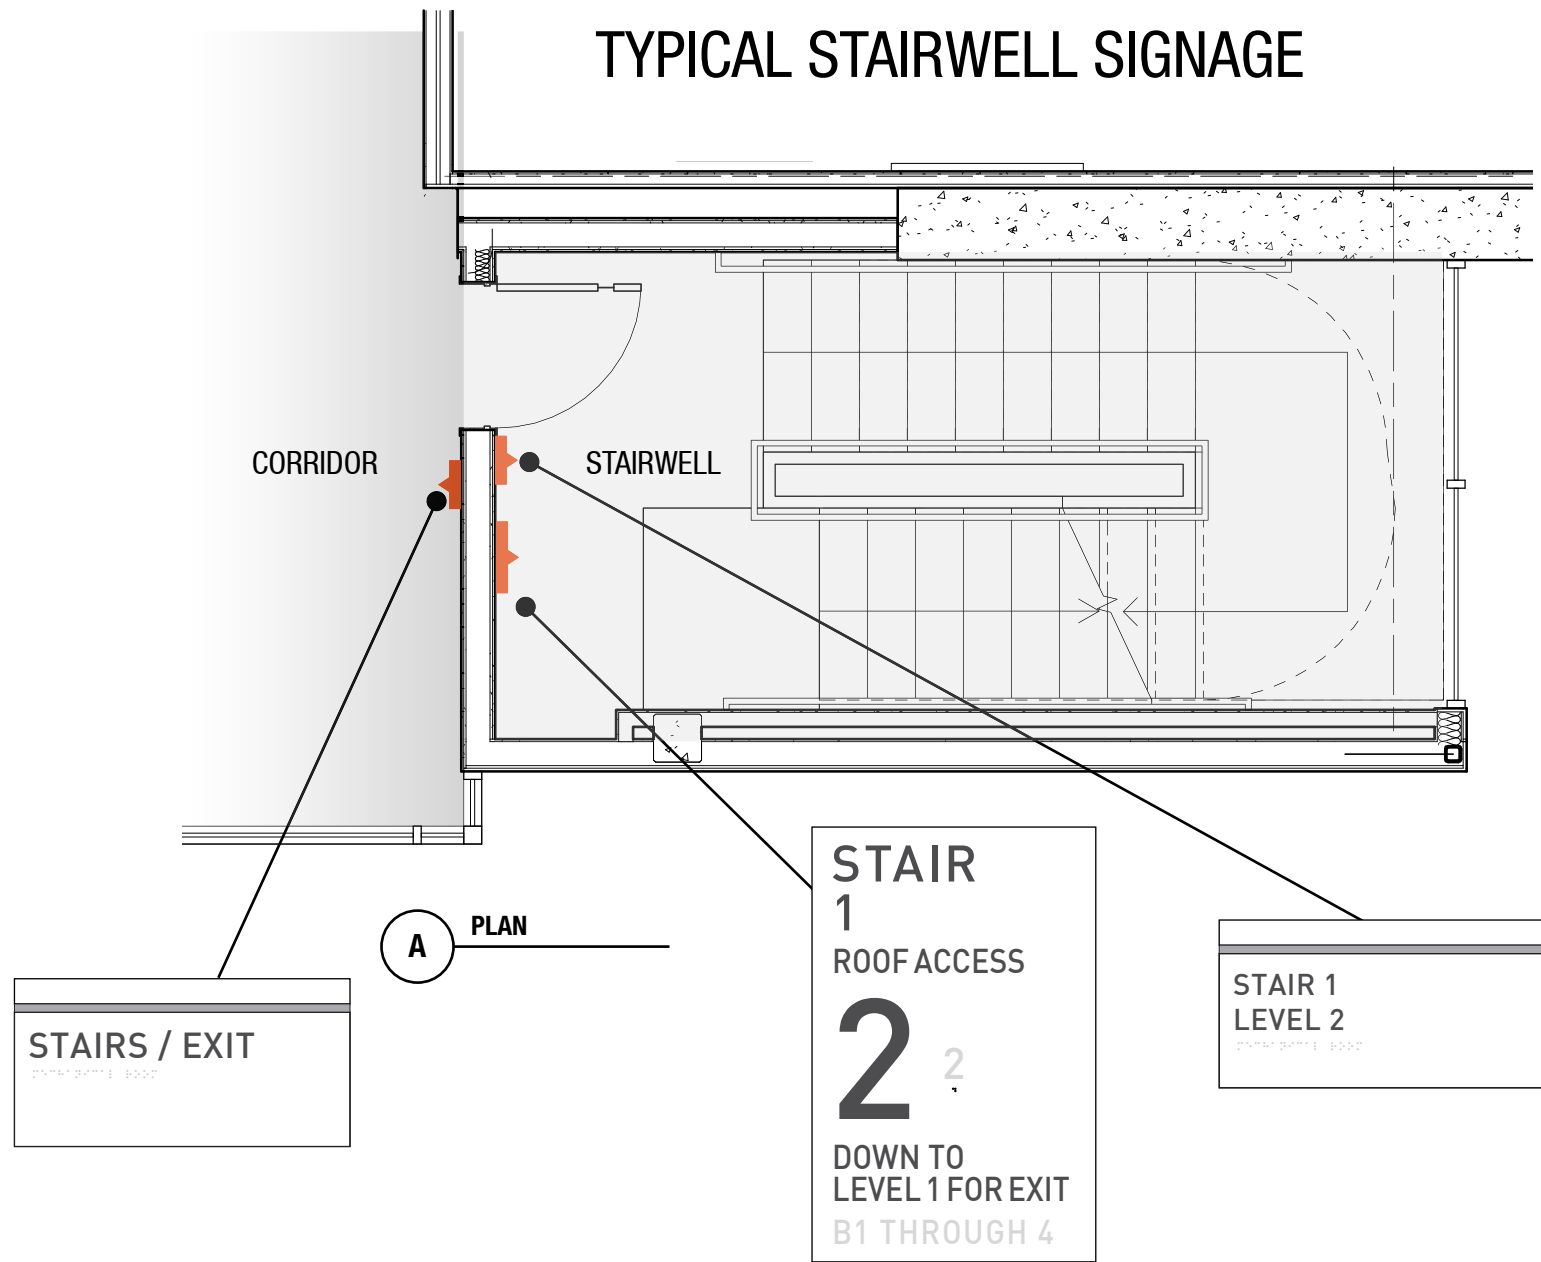 TYPICAL STAIRWELL SIGNAGE
CORRIDOR
STAIRWELL
A
PLAN
STAIRS / EXIT
STAIR
1
ROOF ACCESS
2
2
DOWN TO
LEVEL 1 FOR EXIT
B1 THROUGH 4
STAIR 1
LEVEL 2